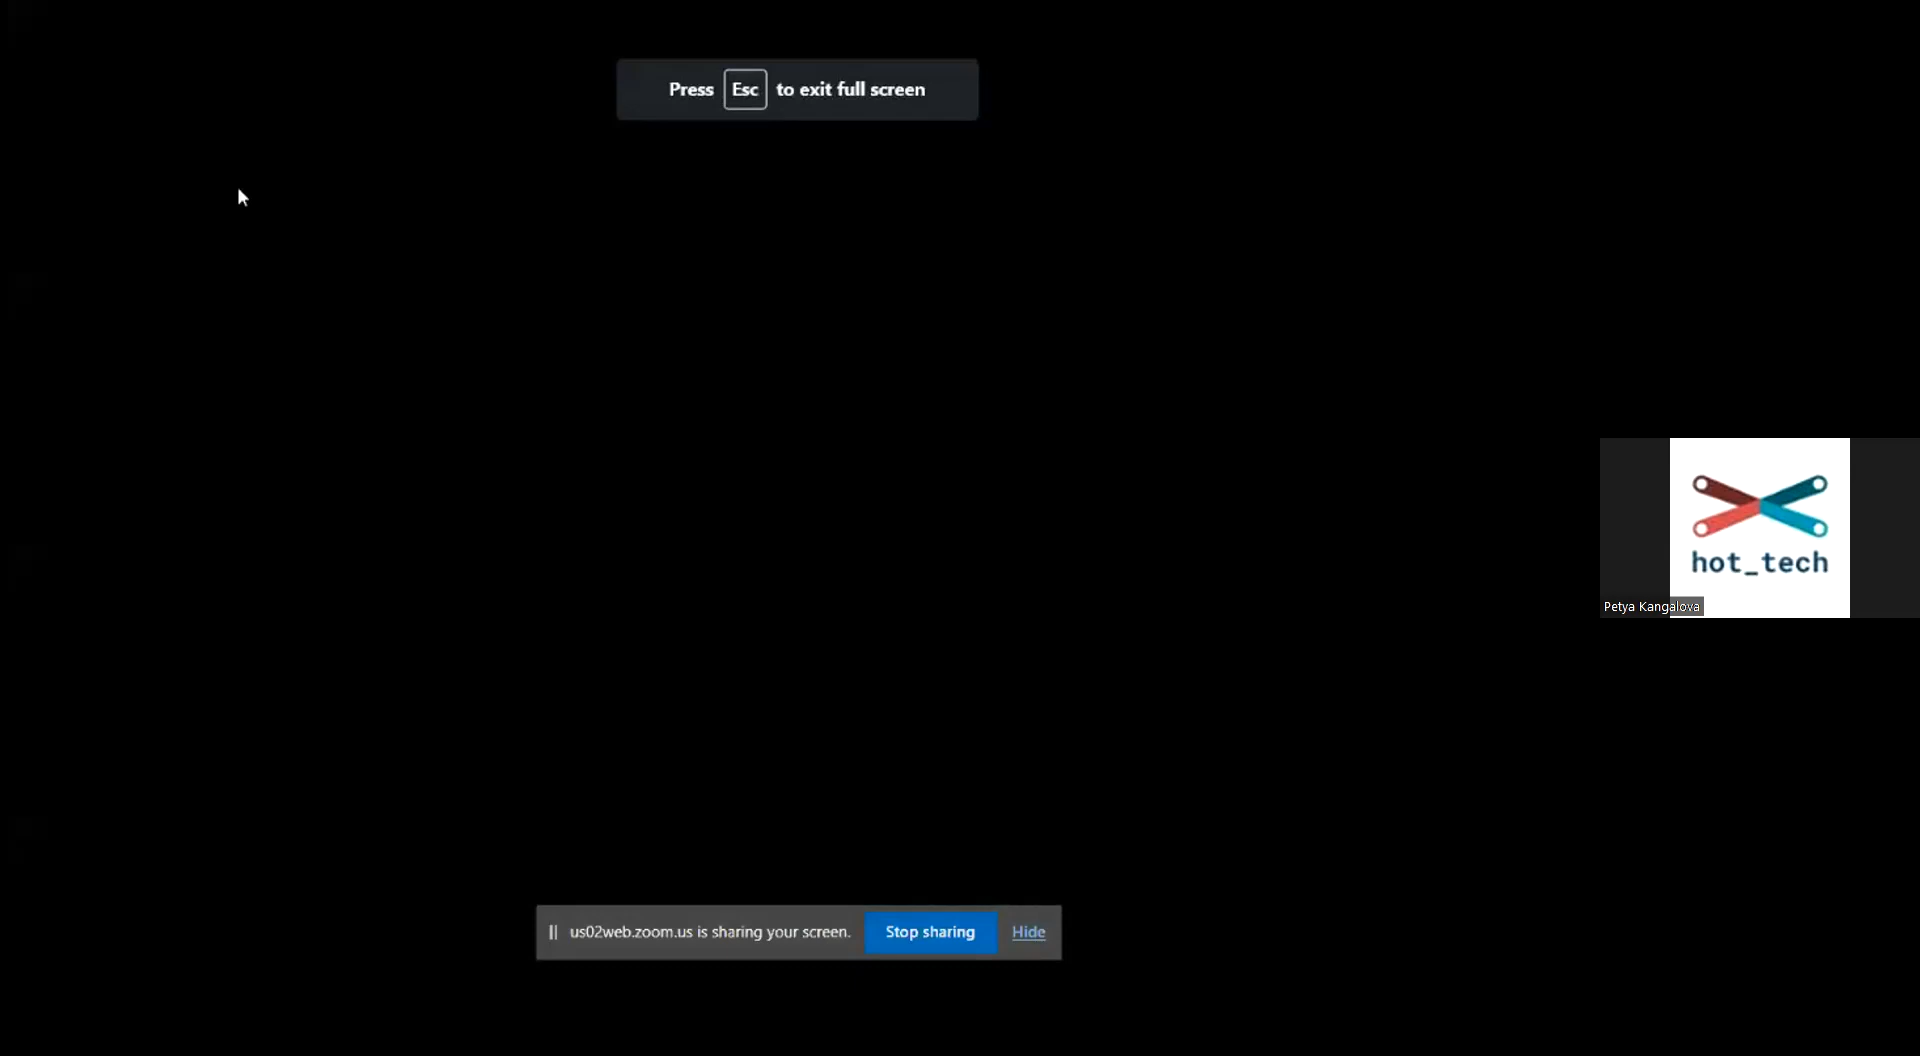 Press Esc to exit full screen
hot_tech
Petya Kangalova
us02web.zoom.us is sharing your screen. Stop sharing Hide